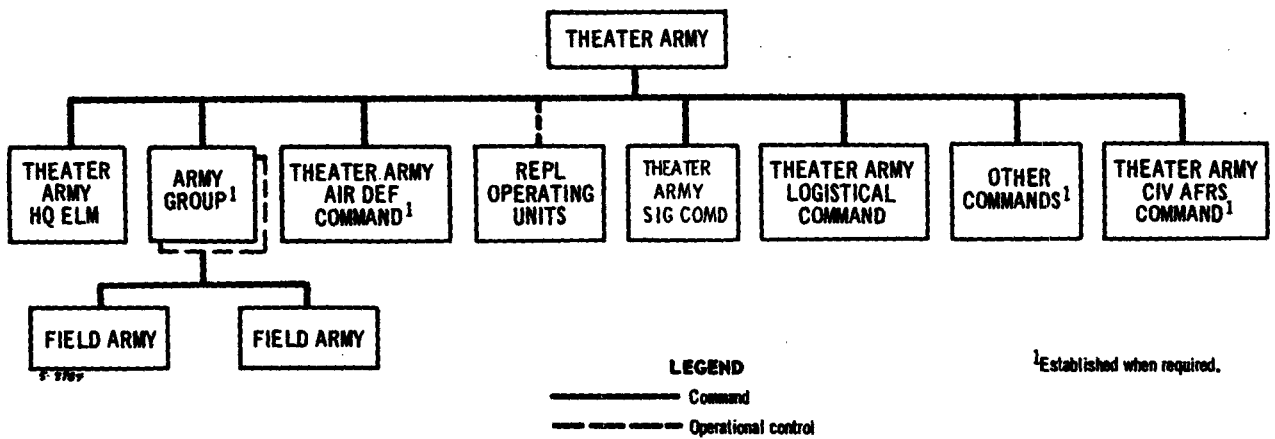 THEATER ARMY
THEATER
ARMY
HQ ELM
ARMY
GROUP1
THEATER ARMY
AIR DEF
COMMAND1
REPL
OPERATING
UNITS
THEATER
ARMY
SIG COMD
THEATER ARMY
LOGISTICAL
COMMAND
OTHER
COMMANDS1
THEATER ARMY
CIV AFRS
COMMAND1
FIELD ARMY
FIELD ARMY
LEGEND
Command
Operational control
1Established when required.